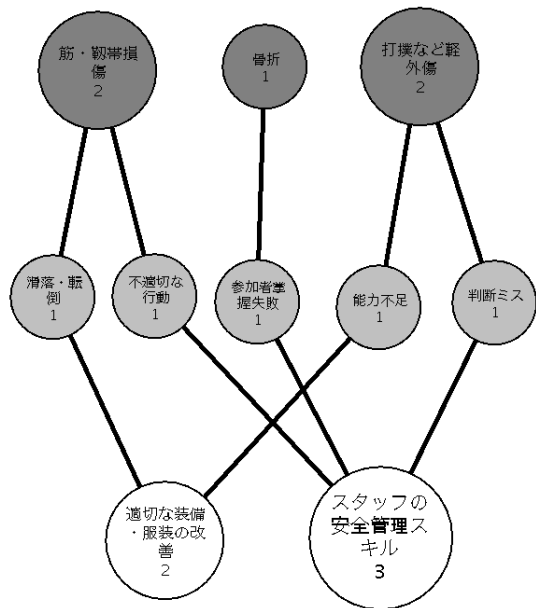 筋・靭帯損
傷
2
骨折
1
打撲など軽
外傷
2
滑落・転
倒
1
不適切な
行動
1
参加者掌
握失敗
1
能力不足
1
判断ミス
1
適切な装備
・服装の改
善
2
スタッフの
安全管理ス
キル
3